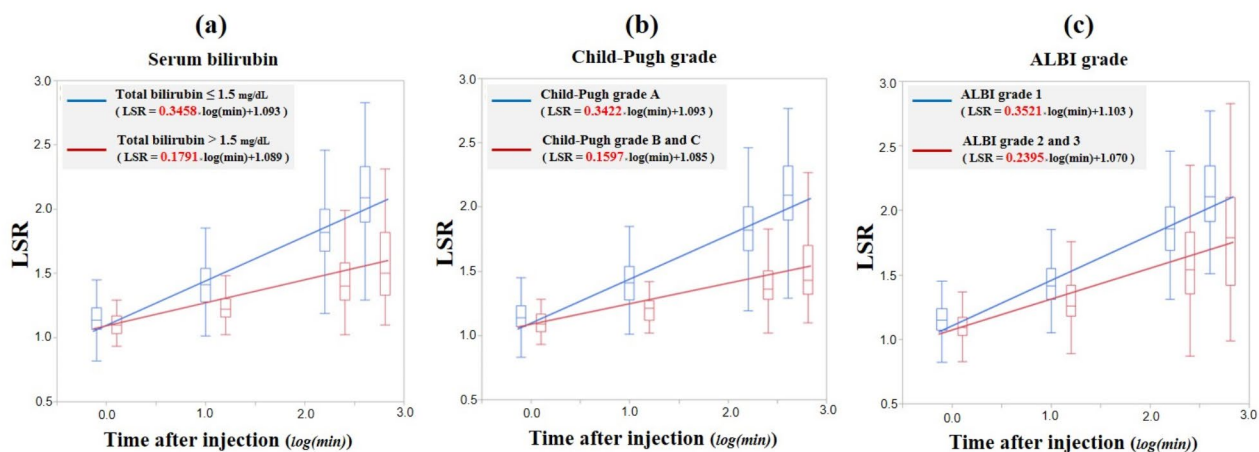 (a)
Serum bilirubin
3.0
2.5
2.0
1.5
1.0
0.5
LSR
Total bilirubin ≤ 1.5 mg/dL
( LSR = 0.3458·log(min)+1.093)
Total bilirubin > 1.5 mg/dL
( LSR = 0.1791·log(min)+1.089)
0.0 1.0 2.0 3.0
Time after injection (log(min))
(b)
Child-Pugh grade
3.0
2.5
2.0
1.5
1.0
0.5
LSR
Child-Pugh grade A
( LSR = 0.3422·log(min)+1.093)
Child-Pugh grade B and C
( LSR = 0.1597·log(min)+1.085)
0.0 1.0 2.0 3.0
Time after injection (log(min))
(c)
ALBI grade
3.0
2.5
2.0
1.5
1.0
0.5
LSR
ALBI grade 1
( LSR = 0.3521·log(min)+1.103 )
ALBI grade 2 and 3
( LSR = 0.2395·log(min)+1.070 )
0.0 1.0 2.0 3.0
Time after injection (log(min))